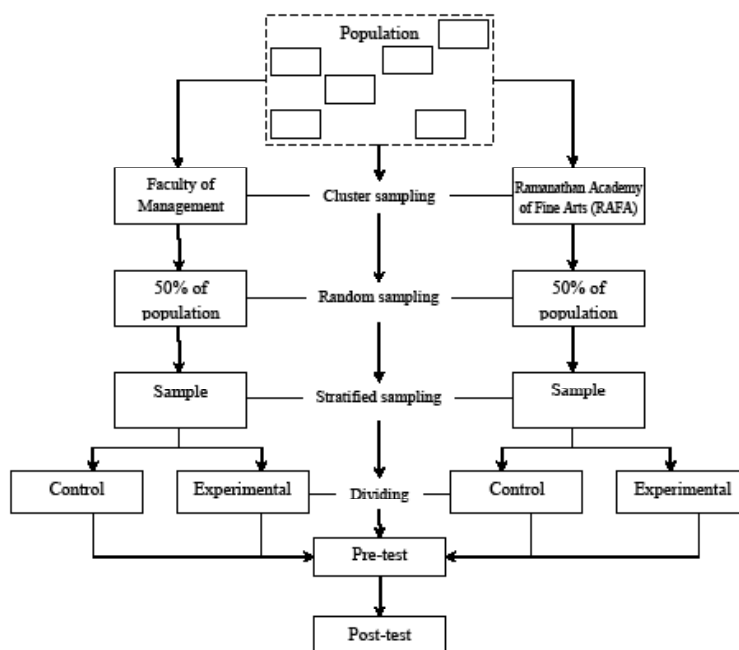 Population
Faculty of
Management
Cluster sampling
Ramanathan Academy
of Fine Arts (RAFA)
50% of
population
Random sampling
50% of
population
Sample
Stratified sampling
Sample
Control
Experimental
Dividing
Control
Experimental
Pre-test
Post-test